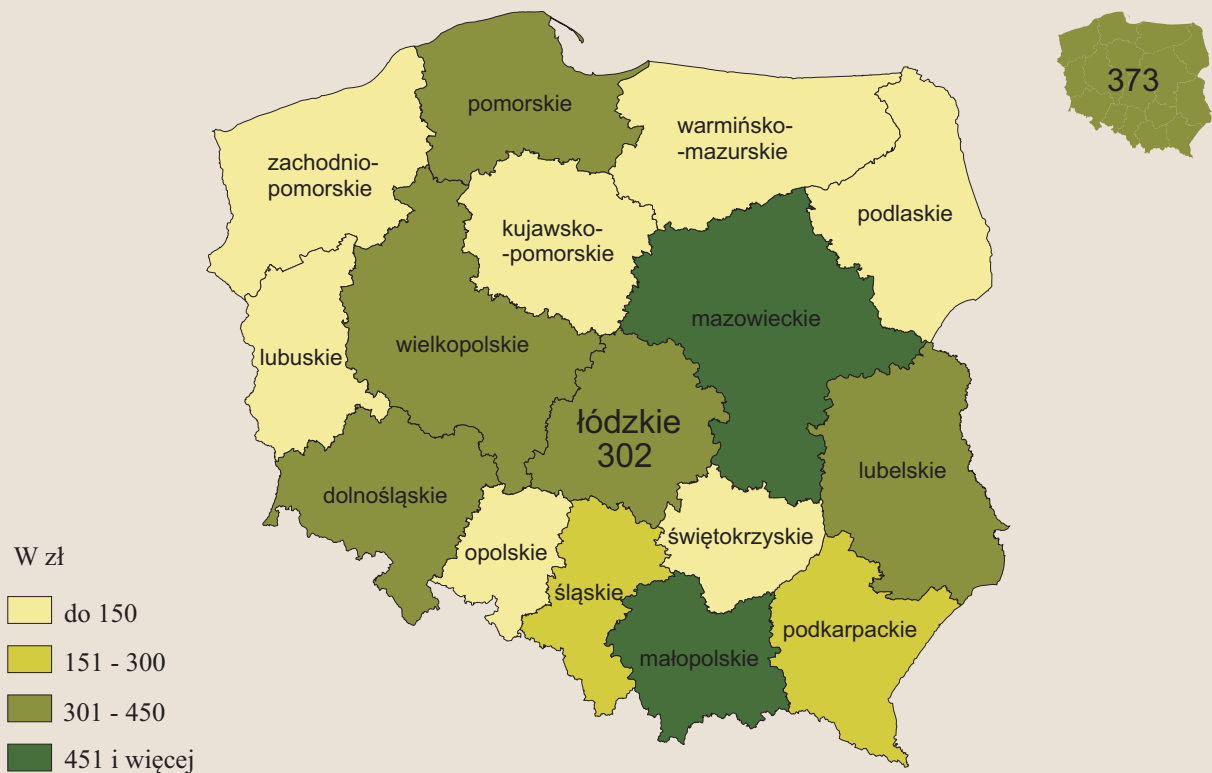 373
pomorskie
warmińsko-
-mazurskie
zachodnio-
pomorskie
podlaskie
kujawsko-
-pomorskie
mazowieckie
wielkopolskie
lubuskie
łódzkie
302
lubelskie
dolnośląskie
świętokrzyskie
opolskie
śląskie
podkarpackie
małopolskie
W zł
do 150
151 - 300
301 - 450
451 i więcej